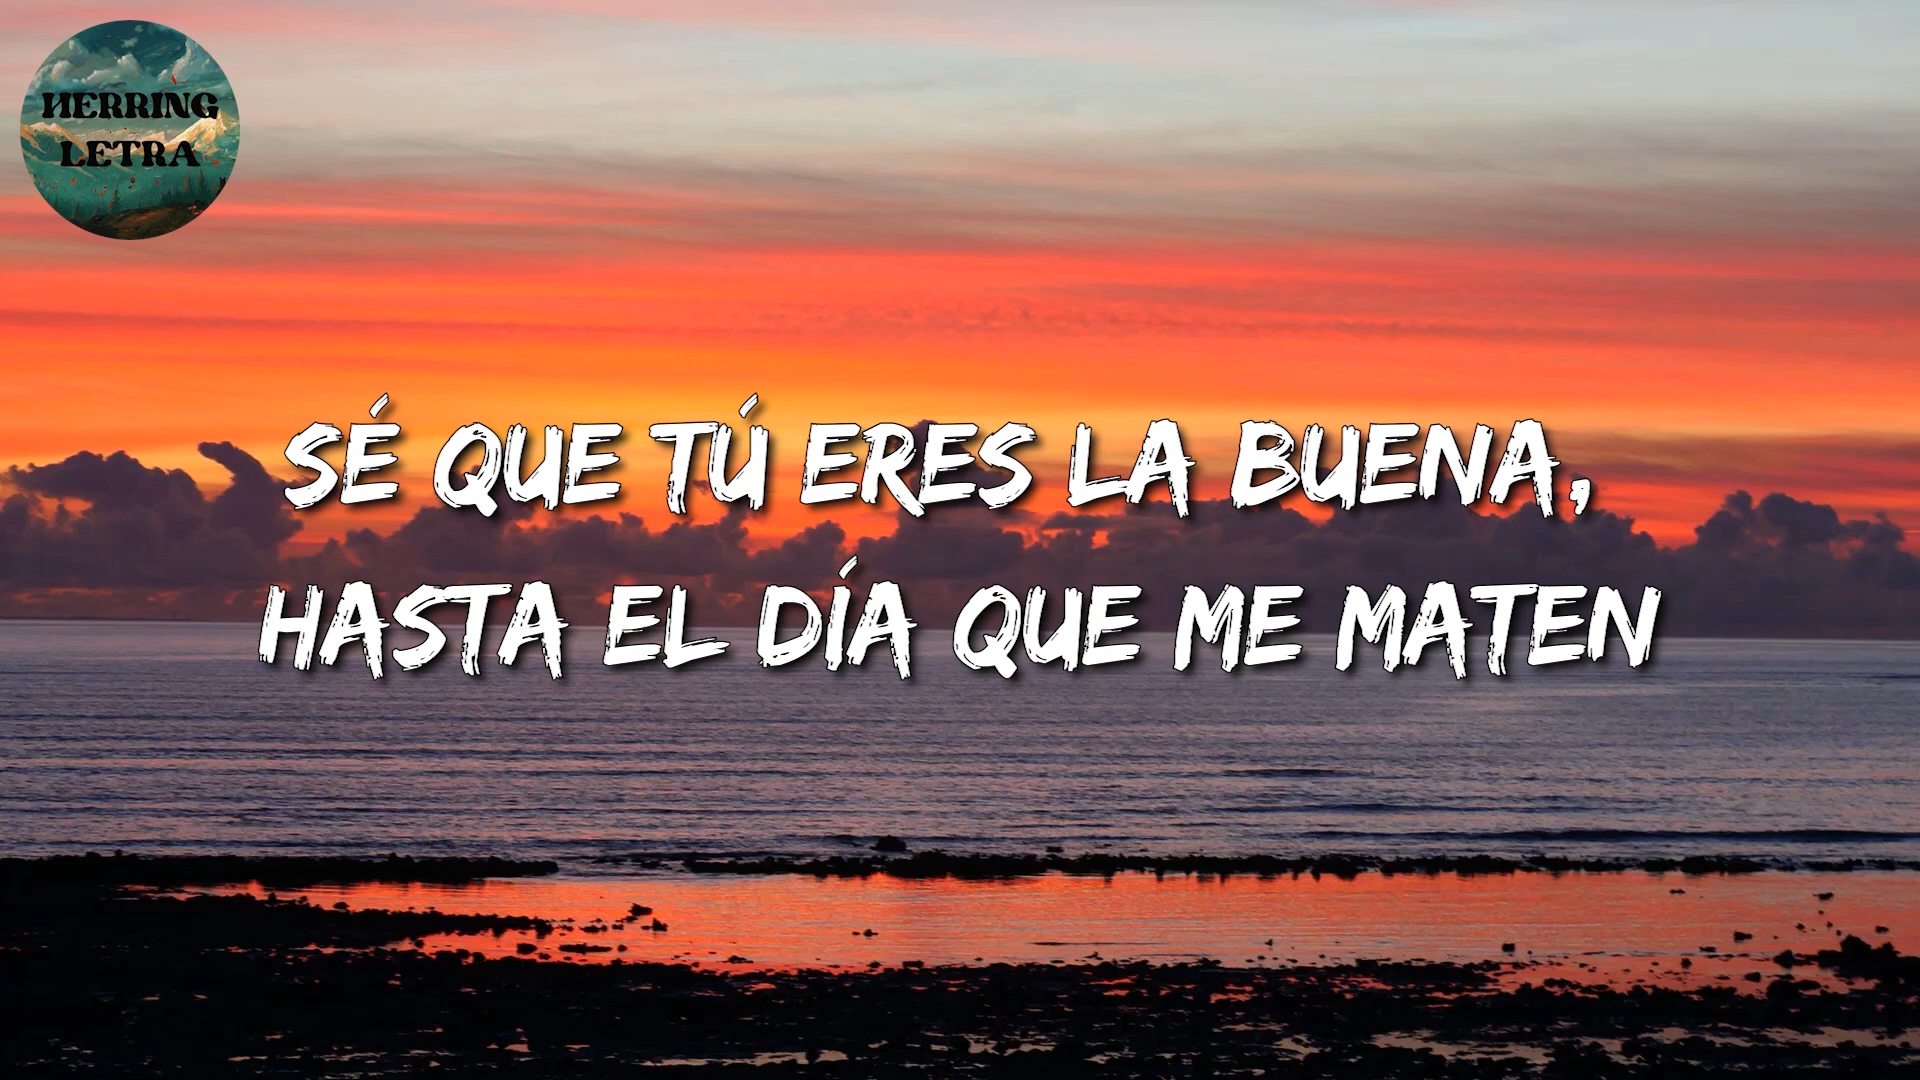 HERRING
LETRA
SÉ QUE TÚ ERES LA BUENA,
HASTA EL DÍA QUE ME MATEN